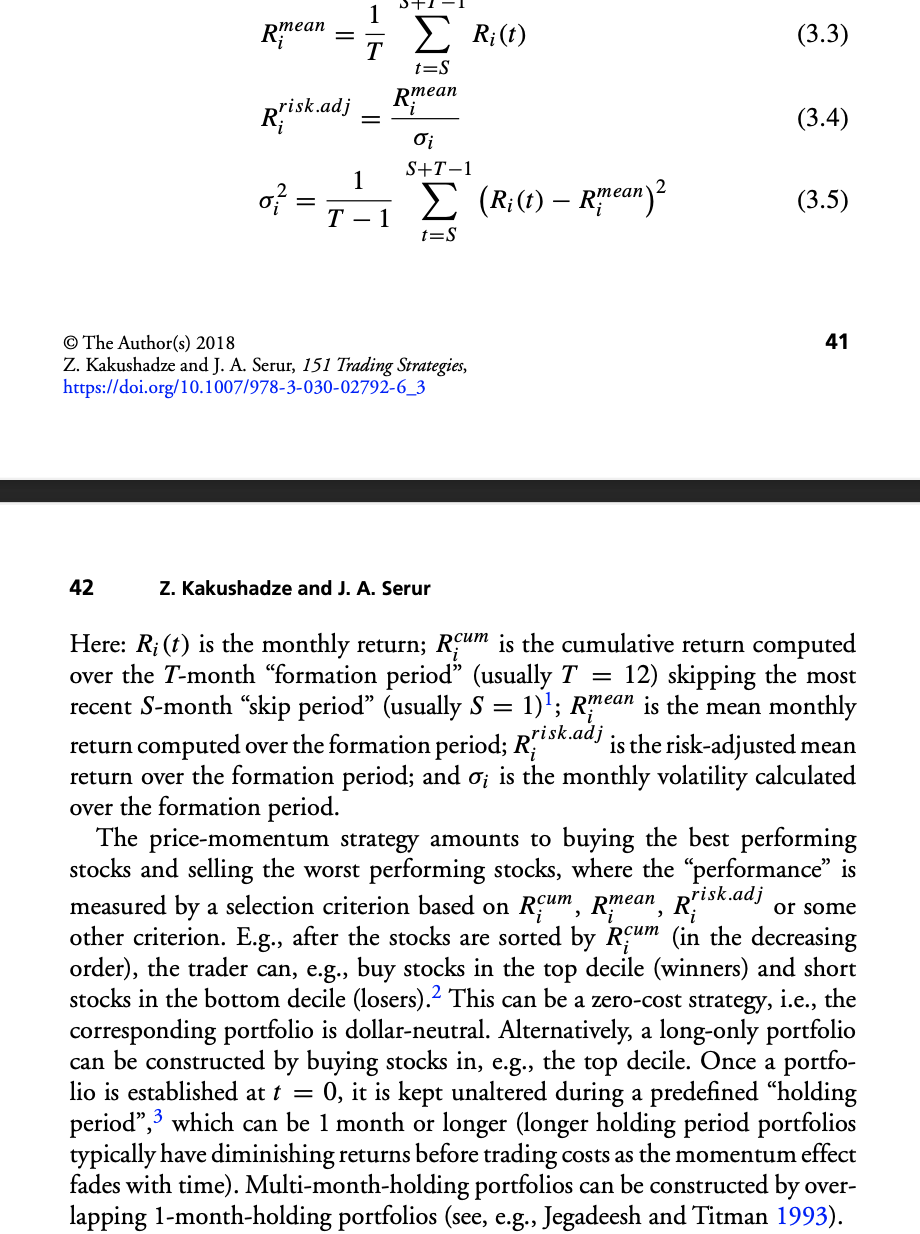 S+T−1
R_i^{mean} = \frac{1}{T} \sum_{t=S} R_i(t) (3.3)
R_i^{risk.adj} = \frac{R_i^{mean}}{σ_i} (3.4)
σ_i^2 = \frac{1}{T − 1} \sum_{t=S}^{S+T−1} (R_i(t) − R_i^{mean})^2 (3.5)
© The Author(s) 2018 41
Z. Kakushadze and J. A. Serur, 151 Trading Strategies,
https://doi.org/10.1007/978-3-030-02792-6_3
42 Z. Kakushadze and J. A. Serur
Here: R_i(t) is the monthly return; R_i^{cum} is the cumulative return computed
over the T-month “formation period” (usually T = 12) skipping the most
recent S-month “skip period” (usually S = 1)^1; R_i^{mean} is the mean monthly
return computed over the formation period; R_i^{risk.adj} is the risk-adjusted mean
return over the formation period; and σ_i is the monthly volatility calculated
over the formation period.
The price-momentum strategy amounts to buying the best performing
stocks and selling the worst performing stocks, where the “performance” is
measured by a selection criterion based on R_i^{cum}, R_i^{mean}, R_i^{risk.adj} or some
other criterion. E.g., after the stocks are sorted by R_i^{cum} (in the decreasing
order), the trader can, e.g., buy stocks in the top decile (winners) and short
stocks in the bottom decile (losers).^2 This can be a zero-cost strategy, i.e., the
corresponding portfolio is dollar-neutral. Alternatively, a long-only portfolio
can be constructed by buying stocks in, e.g., the top decile. Once a portfo-
lio is established at t = 0, it is kept unaltered during a predefined “holding
period”,^3 which can be 1 month or longer (longer holding period portfolios
typically have diminishing returns before trading costs as the momentum effect
fades with time). Multi-month-holding portfolios can be constructed by over-
lapping 1-month-holding portfolios (see, e.g., Jegadeesh and Titman 1993).